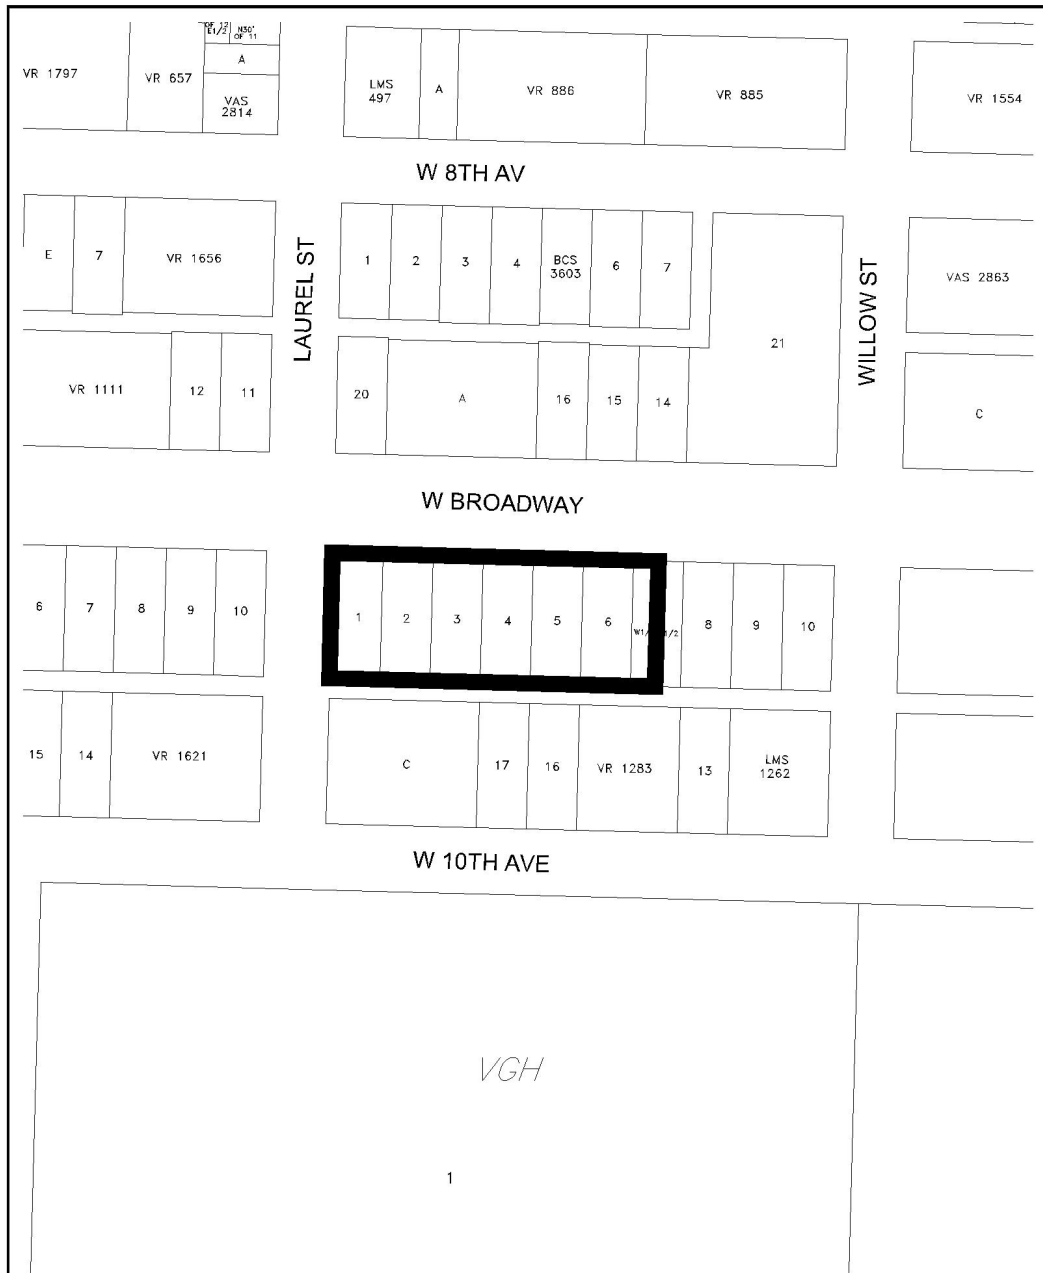 OF 12
E1/2
N30'
OF 11
VR 1797
VR 657
A
VAS
2814
LMS
497
A
VR 886
VR 885
VR 1554
W 8TH AV
E
7
VR 1656
LAUREL ST
1
2
3
4
BCS
3603
6
7
21
WILLOW ST
VAS 2863
VR 1111
12
11
20
A
16
15
14
C
W BROADWAY
6
7
8
9
10
1
2
3
4
5
6
8
9
10
15
14
VR 1621
C
17
16
VR 1283
13
LMS
1262
W 10TH AVE
VGH
1